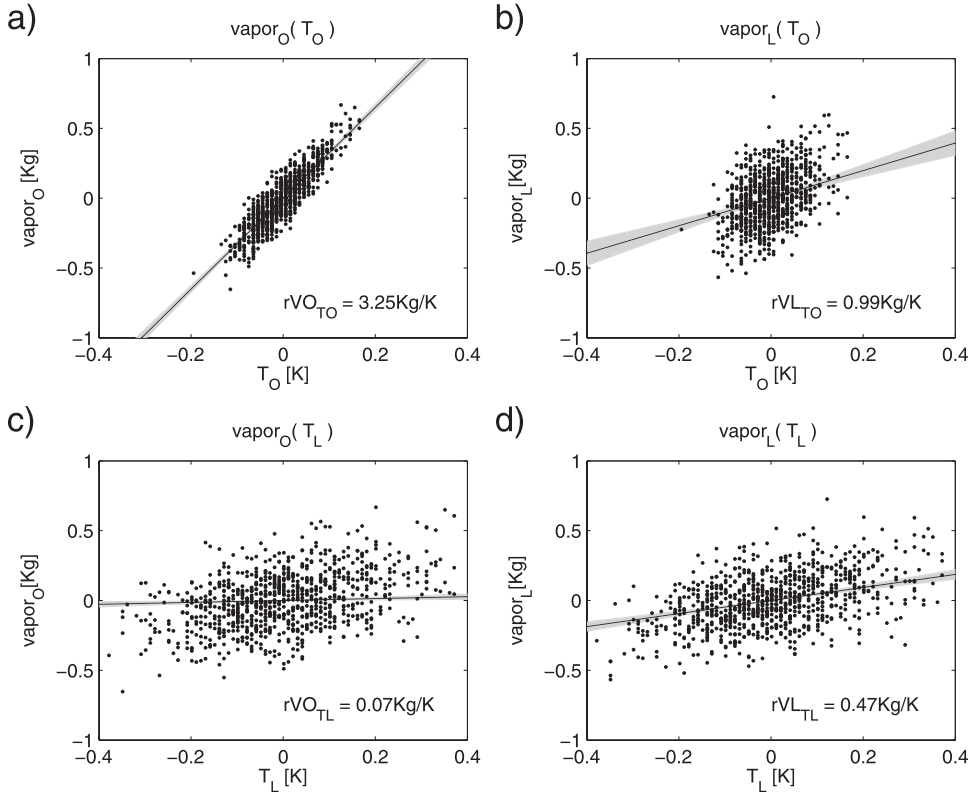 a)
vapor_O( T_O )
1
0.5
0
−0.5
−1
vapor_O [Kg]
rVO_TO = 3.25Kg/K
−0.4 −0.2 0 0.2 0.4
T_O [K]
b)
vapor_L( T_O )
1
0.5
0
−0.5
−1
vapor_L[Kg]
rVL_TO = 0.99Kg/K
−0.4 −0.2 0 0.2 0.4
T_O [K]
c)
vapor_O( T_L )
1
0.5
0
−0.5
−1
vapor_O[Kg]
rVO_TL = 0.07Kg/K
−0.4 −0.2 0 0.2 0.4
T_L [K]
d)
vapor_L( T_L )
1
0.5
0
−0.5
−1
vapor_L[Kg]
rVL_TL = 0.47Kg/K
−0.4 −0.2 0 0.2 0.4
T_L [K]